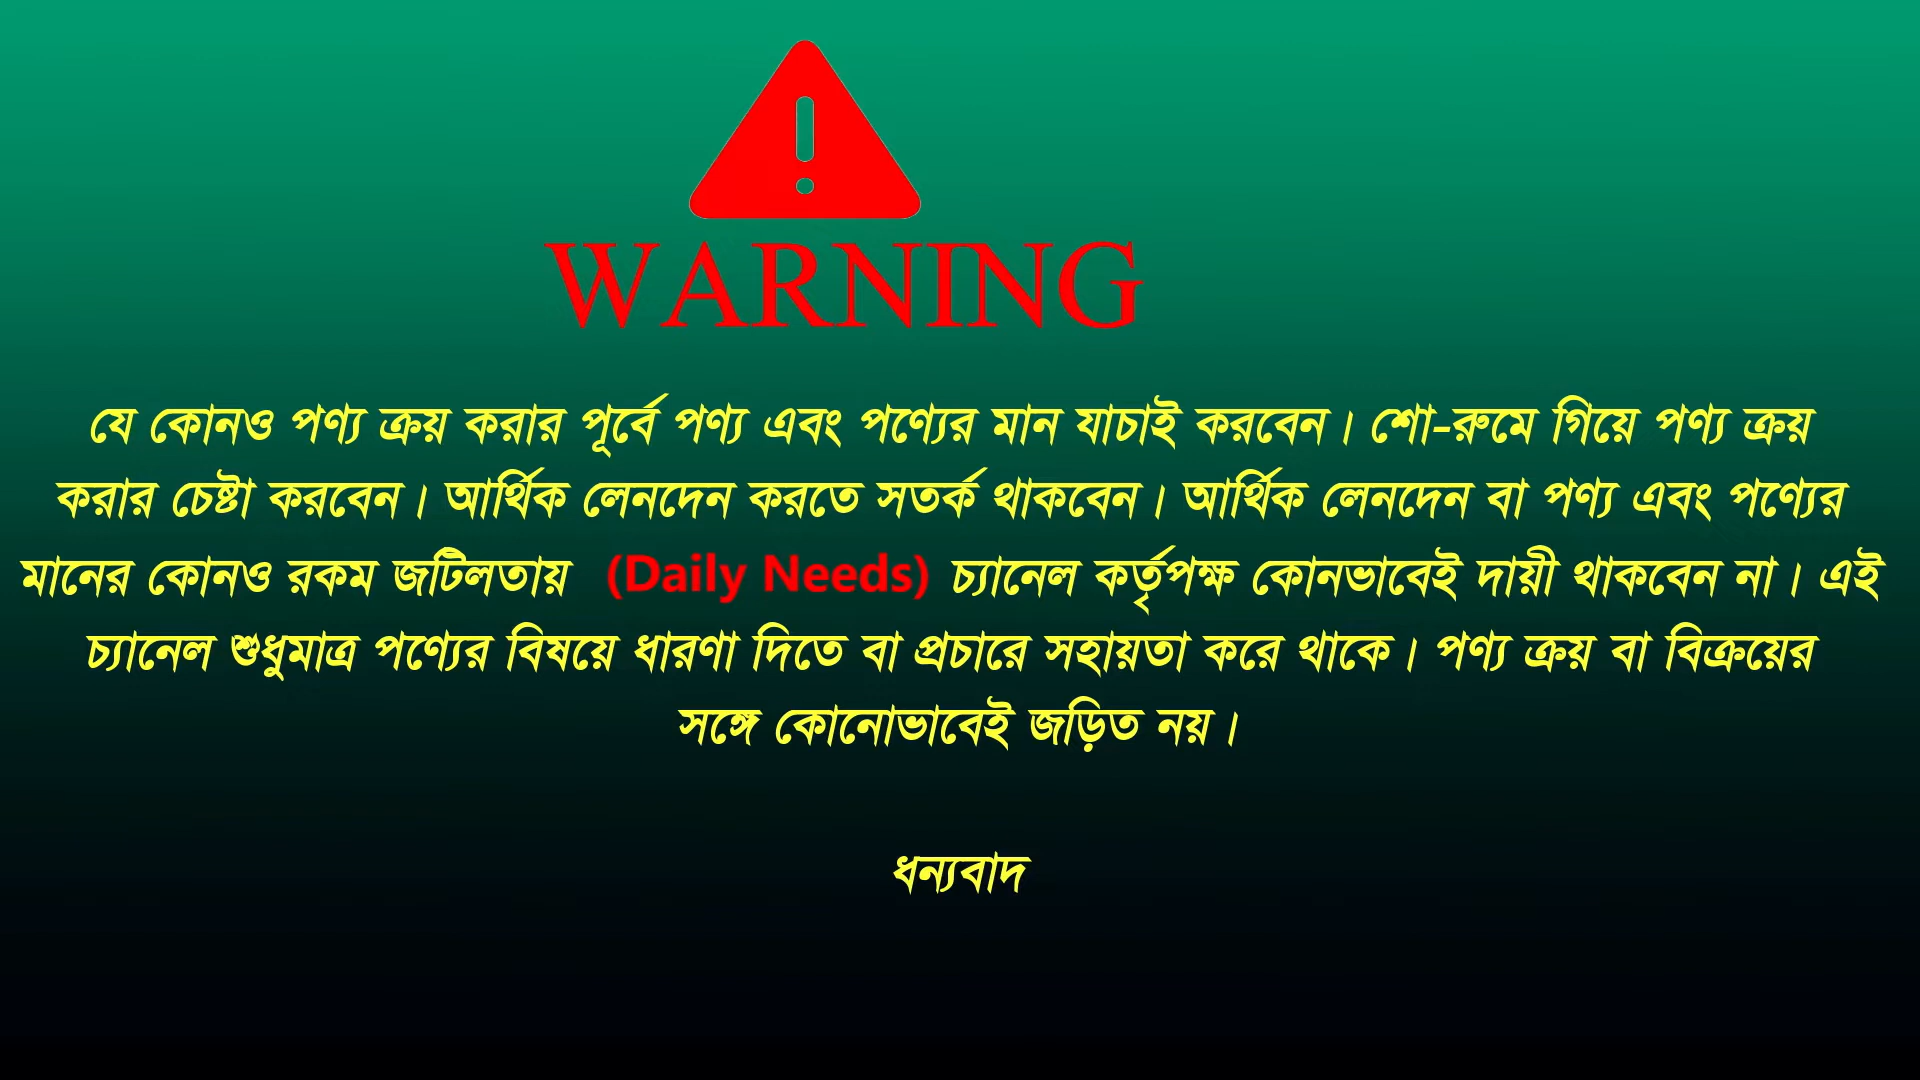 WARNING
যে কোনও পণ্য ক্রয় করার পূর্বে পণ্য এবং পণ্যের মান যাচাই করবেন। শো-রুমে গিয়ে পণ্য ক্রয়
করার চেষ্টা করবেন। আর্থিক লেনদেন করতে সতর্ক থাকবেন। আর্থিক লেনদেন বা পণ্য এবং পণ্যের
মানের কোনও রকম জটিলতায় (Daily Needs) চ্যানেল কর্তৃপক্ষ কোনভাবেই দায়ী থাকবেন না। এই
চ্যানেল শুধুমাত্র পণ্যের বিষয়ে ধারণা দিতে বা প্রচারে সহায়তা করে থাকে। পণ্য ক্রয় বা বিক্রয়ের
সঙ্গে কোনোভাবেই জড়িত নয়।
ধন্যবাদ